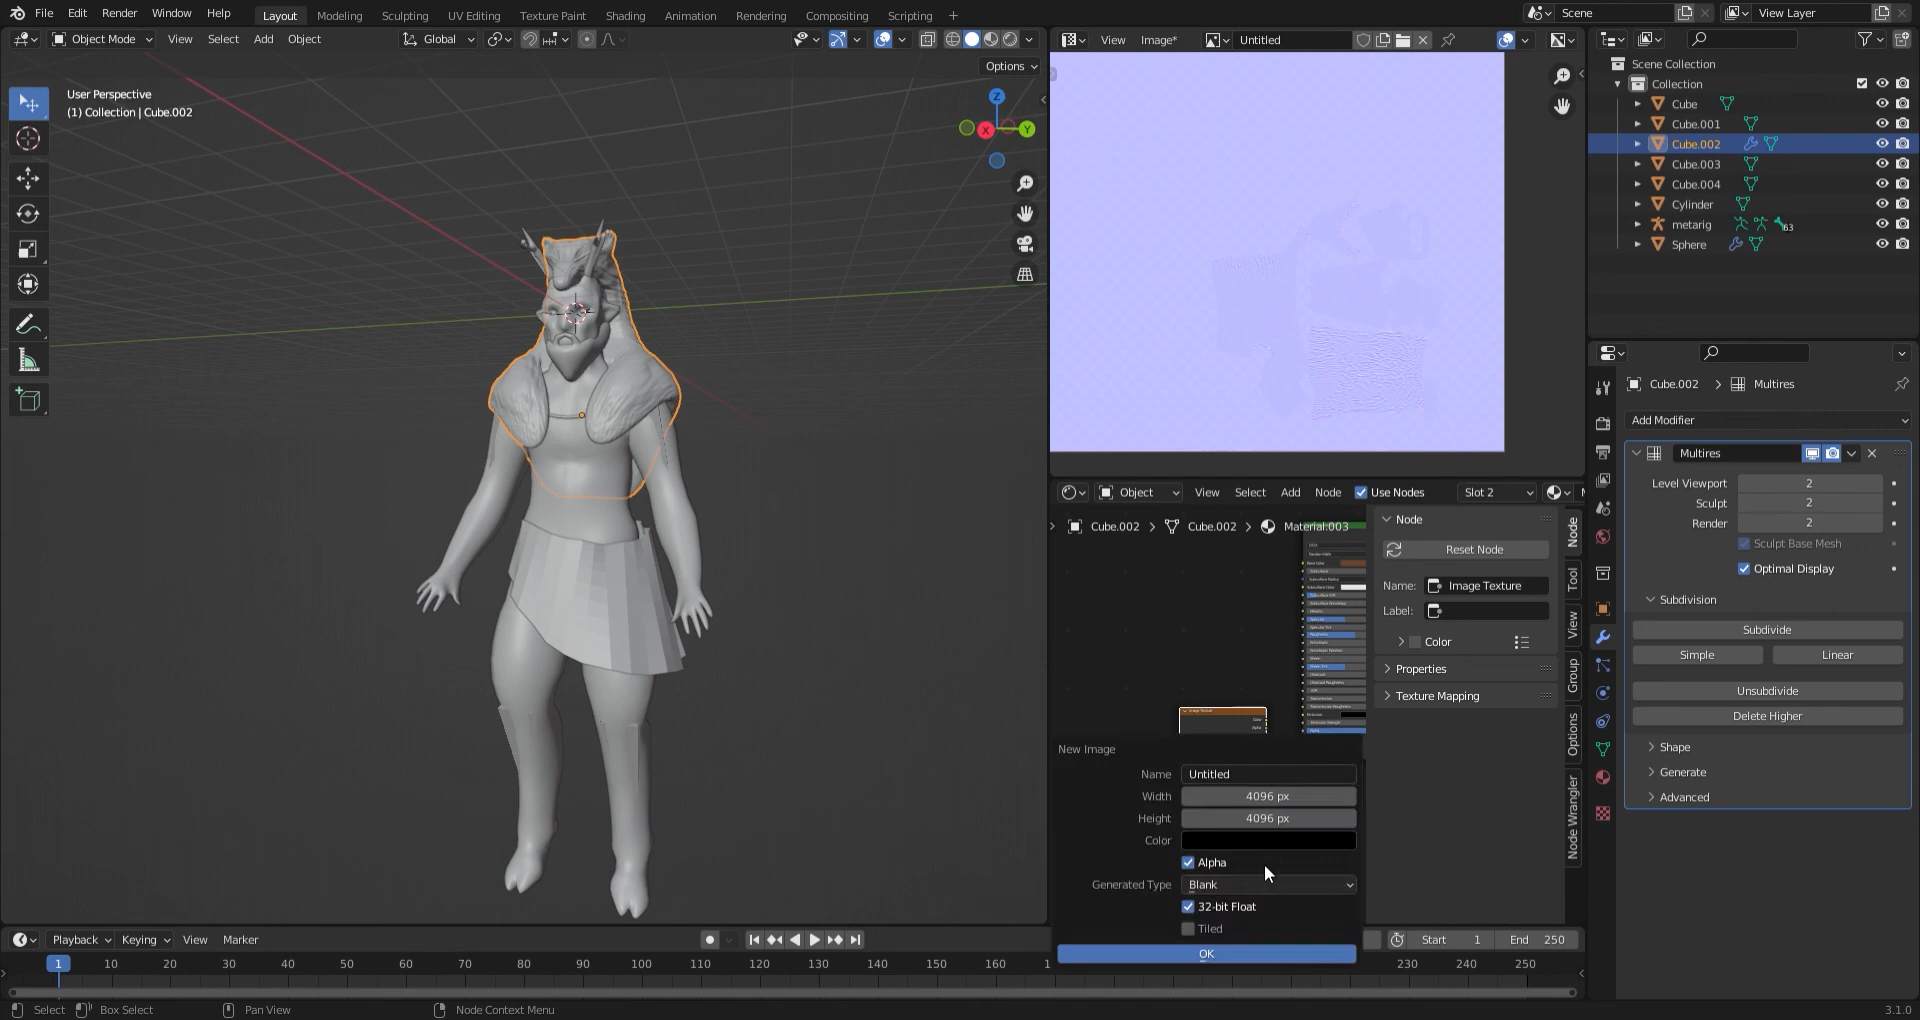 File Edit Render Window Help Layout Modeling Sculpting UV Editing Texture Paint Shading Animation Rendering Compositing Scripting + Scene View Layer
Object Mode View Select Add Object Global View Image* Untitled
Options
User Perspective
(1) Collection | Cube.002
X Y Z
Scene Collection
Collection
Cube
Cube.001
Cube.002
Cube.003
Cube.004
Cylinder
metarig 63
Sphere
Cube.002 > Multires
Add Modifier
Multires
Level Viewport 2
Sculpt 2
Render 2
Sculpt Base Mesh
Optimal Display
Subdivision
Subdivide
Simple Linear
Unsubdivide
Delete Higher
Shape
Generate
Advanced
Object View Select Add Node Use Nodes Slot 2
Cube.002 > Cube.002 > Material.003
Node
Reset Node
Name: Image Texture
Label:
Color
Properties
Texture Mapping
Node
Tool
View
Group
Options
Node Wrangler
Image Texture
Color
Alpha
New Image
Name Untitled
Width 4096 px
Height 4096 px
Color
Alpha
Generated Type Blank
32-bit Float
Tiled
OK
Playback Keying View Marker Start 1 End 250
1 10 20 30 40 50 60 70 80 90 100 110 120 130 140 150 160 1 230 240 250
Select Box Select Pan View Node Context Menu 3.1.0